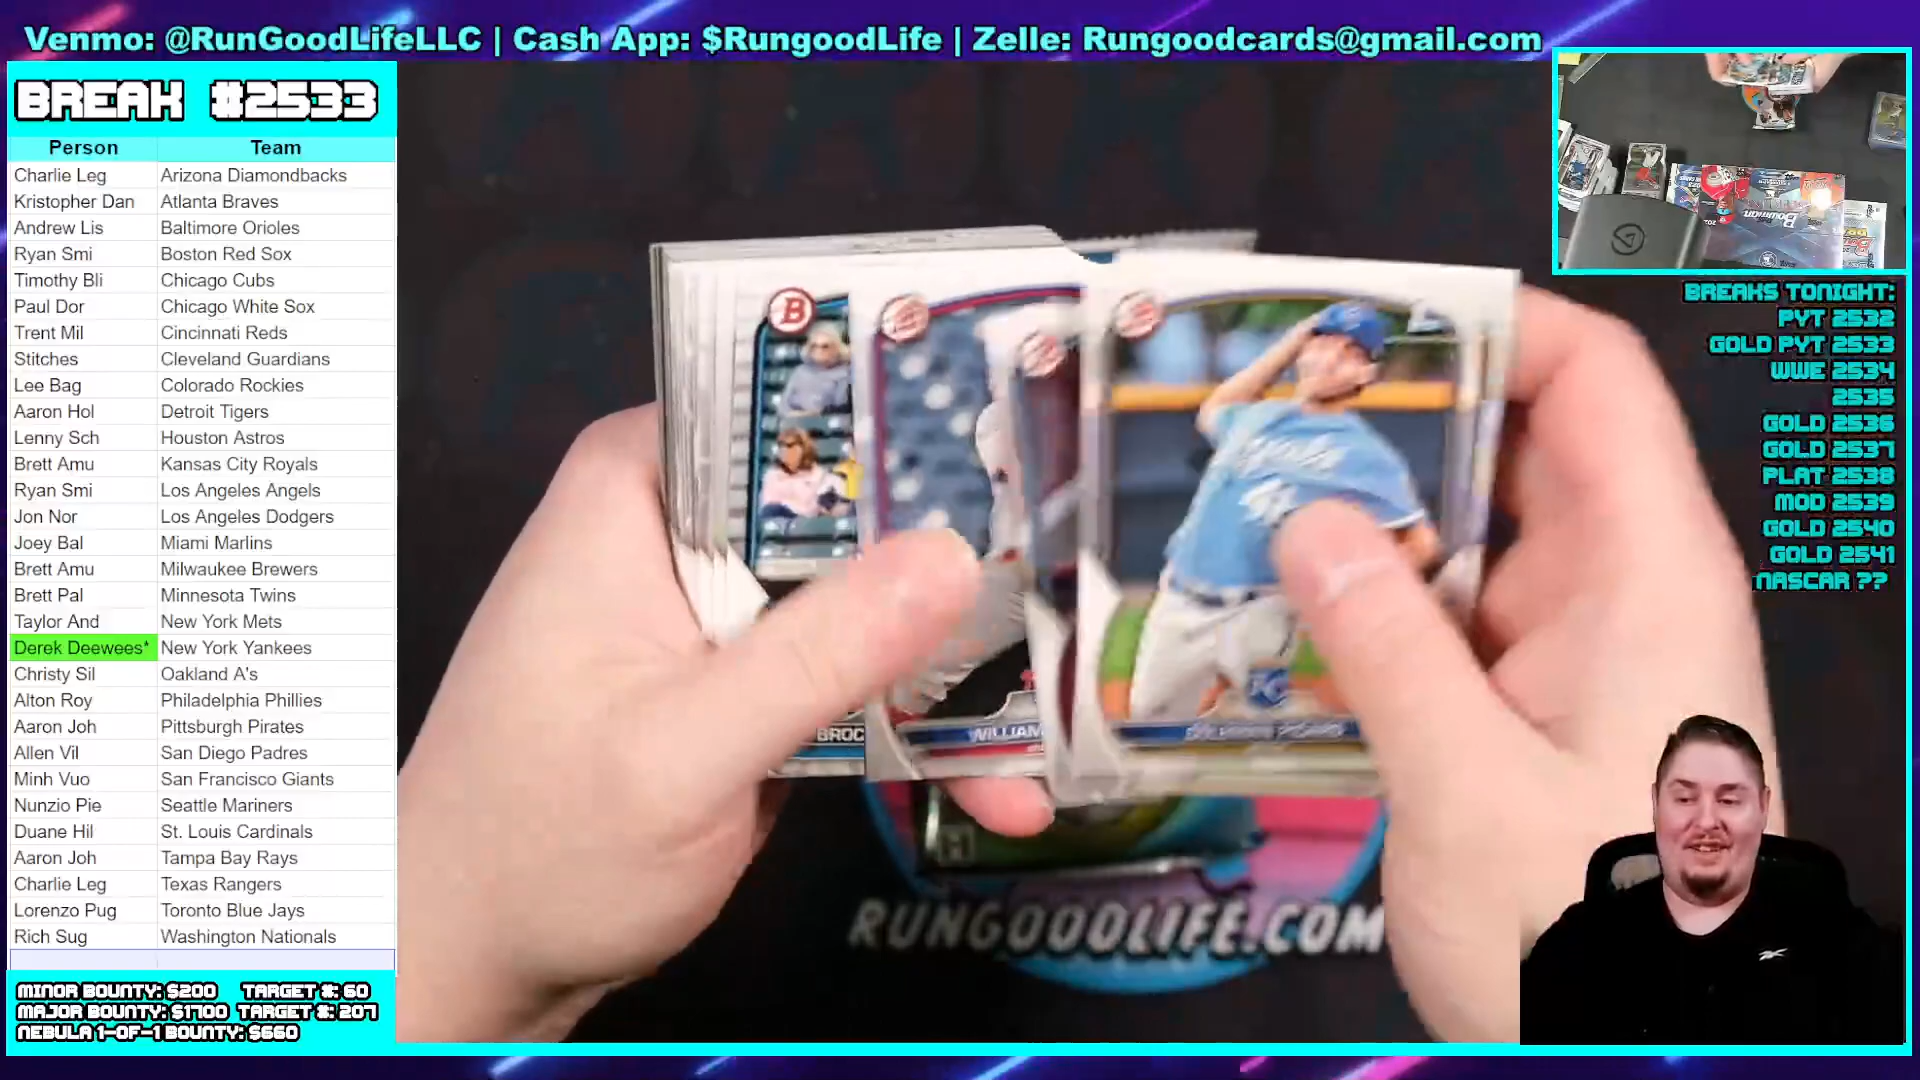 Venmo: @RunGoodLifeLLC | Cash App: $RungoodLife | Zelle: Rungoodcards@gmail.com
BREAK #2533
Person Team
Charlie Leg Arizona Diamondbacks
Kristopher Dan Atlanta Braves
Andrew Lis Baltimore Orioles
Ryan Smi Boston Red Sox
Timothy Bli Chicago Cubs
Paul Dor Chicago White Sox
Trent Mil Cincinnati Reds
Stitches Cleveland Guardians
Lee Bag Colorado Rockies
Aaron Hol Detroit Tigers
Lenny Sch Houston Astros
Brett Amu Kansas City Royals
Ryan Smi Los Angeles Angels
Jon Nor Los Angeles Dodgers
Joey Bal Miami Marlins
Brett Amu Milwaukee Brewers
Brett Pal Minnesota Twins
Taylor And New York Mets
Derek Deewees* New York Yankees
Christy Sil Oakland A's
Alton Roy Philadelphia Phillies
Aaron Joh Pittsburgh Pirates
Allen Vil San Diego Padres
Minh Vuo San Francisco Giants
Nunzio Pie Seattle Mariners
Duane Hil St. Louis Cardinals
Aaron Joh Tampa Bay Rays
Charlie Leg Texas Rangers
Lorenzo Pug Toronto Blue Jays
Rich Sug Washington Nationals
MINOR BOUNTY: $200 TARGET #: 60
MAJOR BOUNTY: $1700 TARGET #: 207
NEBULA 1-OF-1 BOUNTY: $660
B
BROC
WILLIAM
KC
RUNGOODLIFE.COM
Bowman
BREAKS TONIGHT:
PYT 2532
GOLD PYT 2533
WWE 2534
2535
GOLD 2536
GOLD 2537
PLAT 2538
MOD 2539
GOLD 2540
GOLD 2541
NASCAR ??